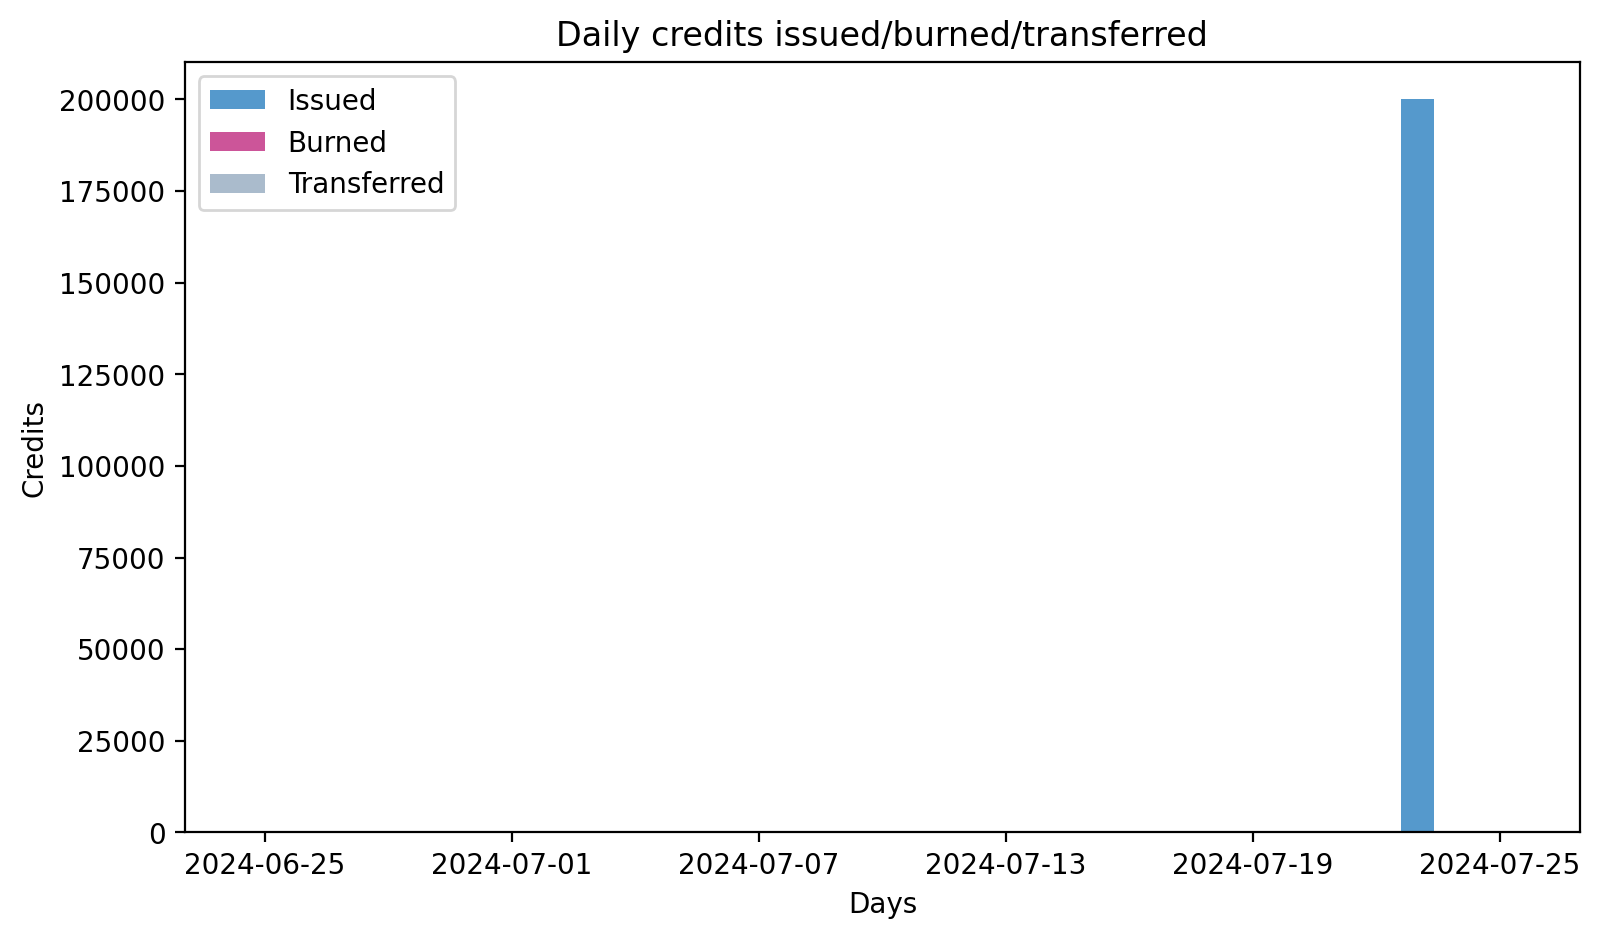 Daily credits issued/burned/transferred
Issued
Burned
Transferred
200000
175000
150000
125000
100000
75000
50000
25000
0
Credits
2024-06-25 2024-07-01 2024-07-07 2024-07-13 2024-07-19 2024-07-25
Days